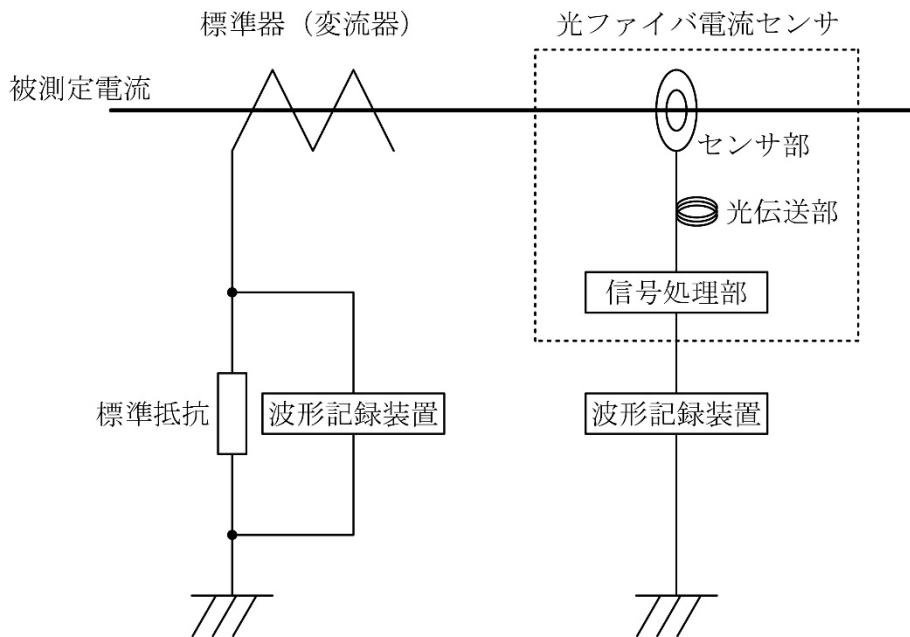 標準器（変流器）
光ファイバ電流センサ
被測定電流
センサ部
光伝送部
信号処理部
標準抵抗
波形記録装置
波形記録装置